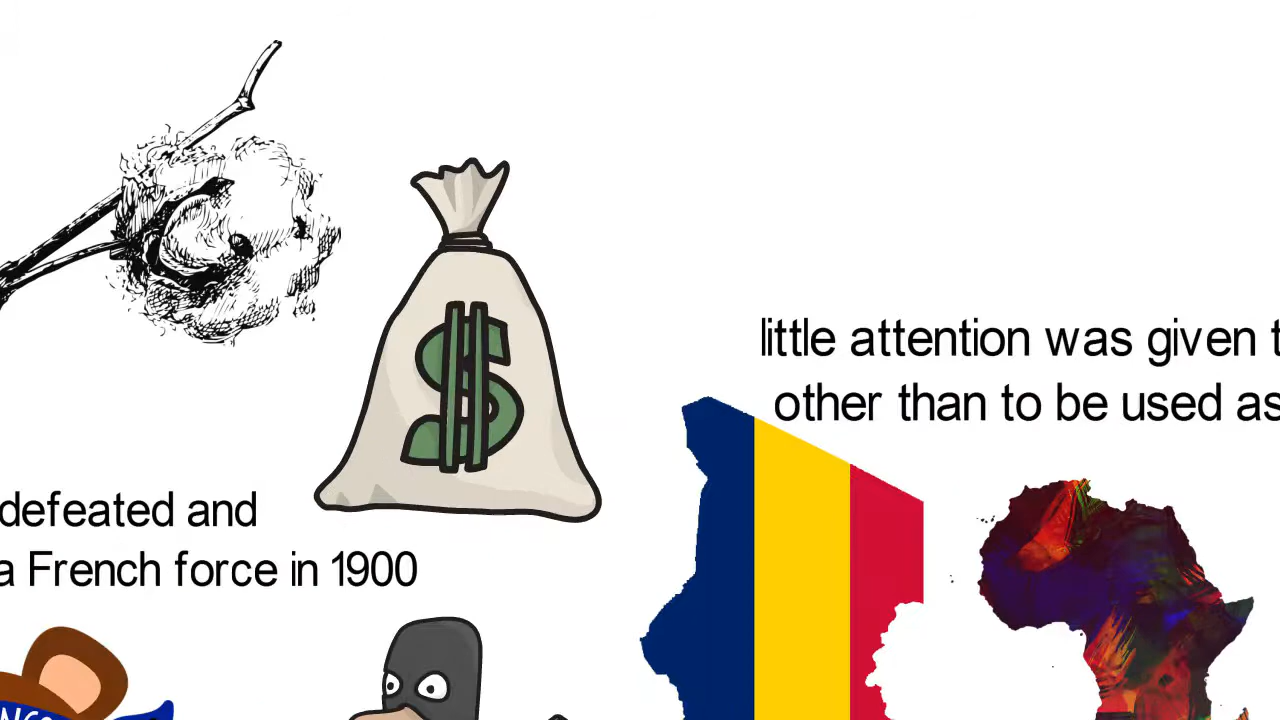 little attention was given
other than to be used as
defeated and
a French force in 1900